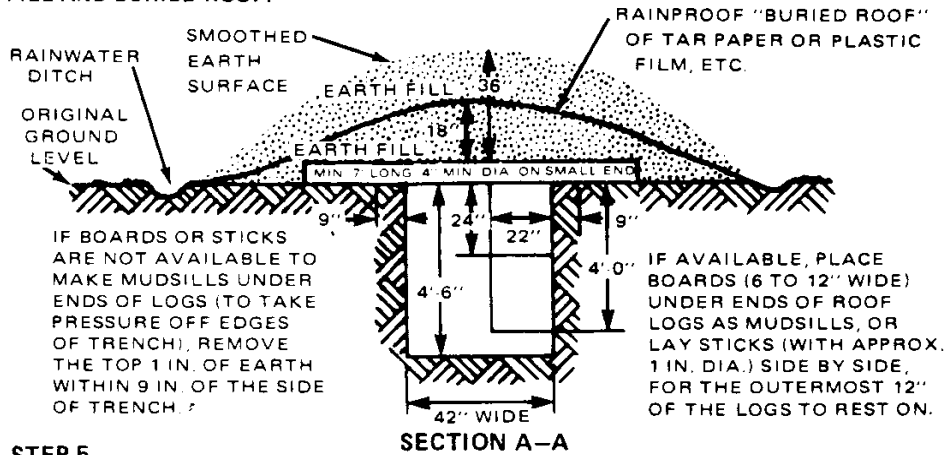 RAINPROOF "BURIED ROOF"
OF TAR PAPER OR PLASTIC
FILM, ETC.
SMOOTHED
EARTH
SURFACE
RAINWATER
DITCH
ORIGINAL
GROUND
LEVEL
EARTH FILL
36"
18"
EARTH FILL
MIN 7' LONG 4" MIN DIA ON SMALL END
9"
24"
22"
9"
4'-6"
4'-0"
IF BOARDS OR STICKS
ARE NOT AVAILABLE TO
MAKE MUDSILLS UNDER
ENDS OF LOGS (TO TAKE
PRESSURE OFF EDGES
OF TRENCH), REMOVE
THE TOP 1 IN. OF EARTH
WITHIN 9 IN. OF THE SIDE
OF TRENCH.
IF AVAILABLE, PLACE
BOARDS (6 TO 12" WIDE)
UNDER ENDS OF ROOF
LOGS AS MUDSILLS, OR
LAY STICKS (WITH APPROX.
1 IN. DIA.) SIDE BY SIDE,
FOR THE OUTERMOST 12"
OF THE LOGS TO REST ON.
42" WIDE
SECTION A–A